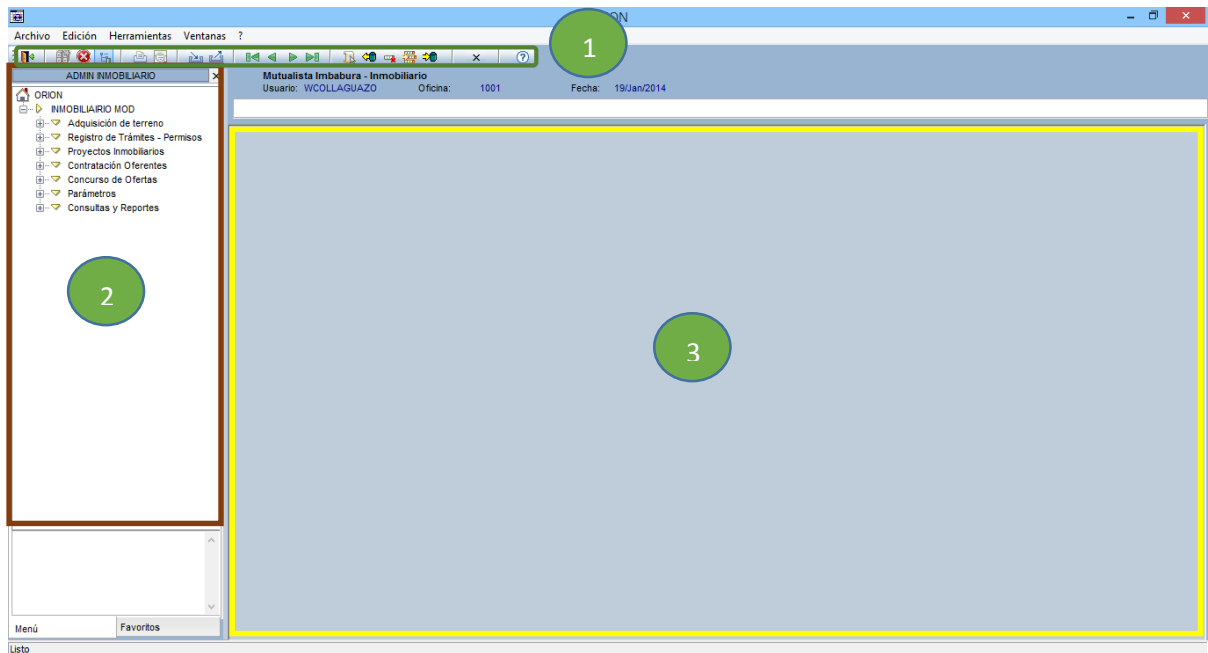 Archivo Edición Herramientas Ventanas ?
1
ADMIN INMOBILIARIO
Mutualista Imbabura - Inmobiliario
Usuario: WCOLLAGUAZO Oficina: 1001 Fecha: 19/Jan/2014
ORION
INMOBILIAIRIO MOD
Adquisición de terreno
Registro de Trámites - Permisos
Proyectos Inmobiliarios
Contratación Oferentes
Concurso de Ofertas
Parámetros
Consultas y Reportes
2
3
Menú Favoritos
Listo